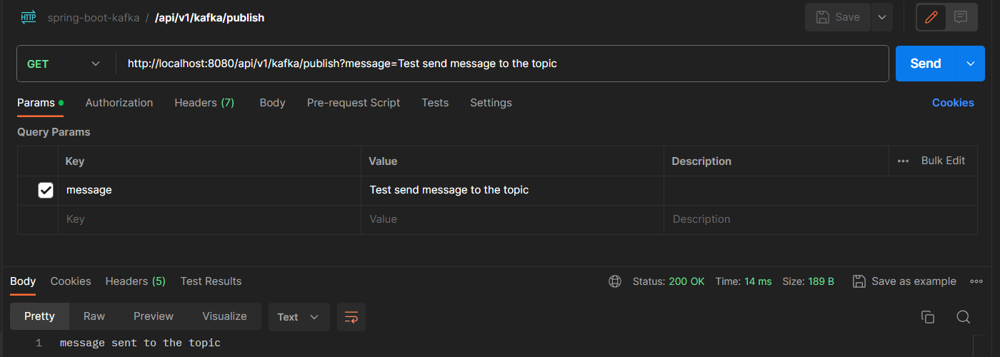 HTTP spring-boot-kafka / /api/v1/kafka/publish Save
GET http://localhost:8080/api/v1/kafka/publish?message=Test send message to the topic Send
Params Authorization Headers (7) Body Pre-request Script Tests Settings Cookies
Query Params
Key Value Description Bulk Edit
message Test send message to the topic
Key Value Description
Body Cookies Headers (5) Test Results Status: 200 OK Time: 14 ms Size: 189 B Save as example
Pretty Raw Preview Visualize Text
1 message sent to the topic